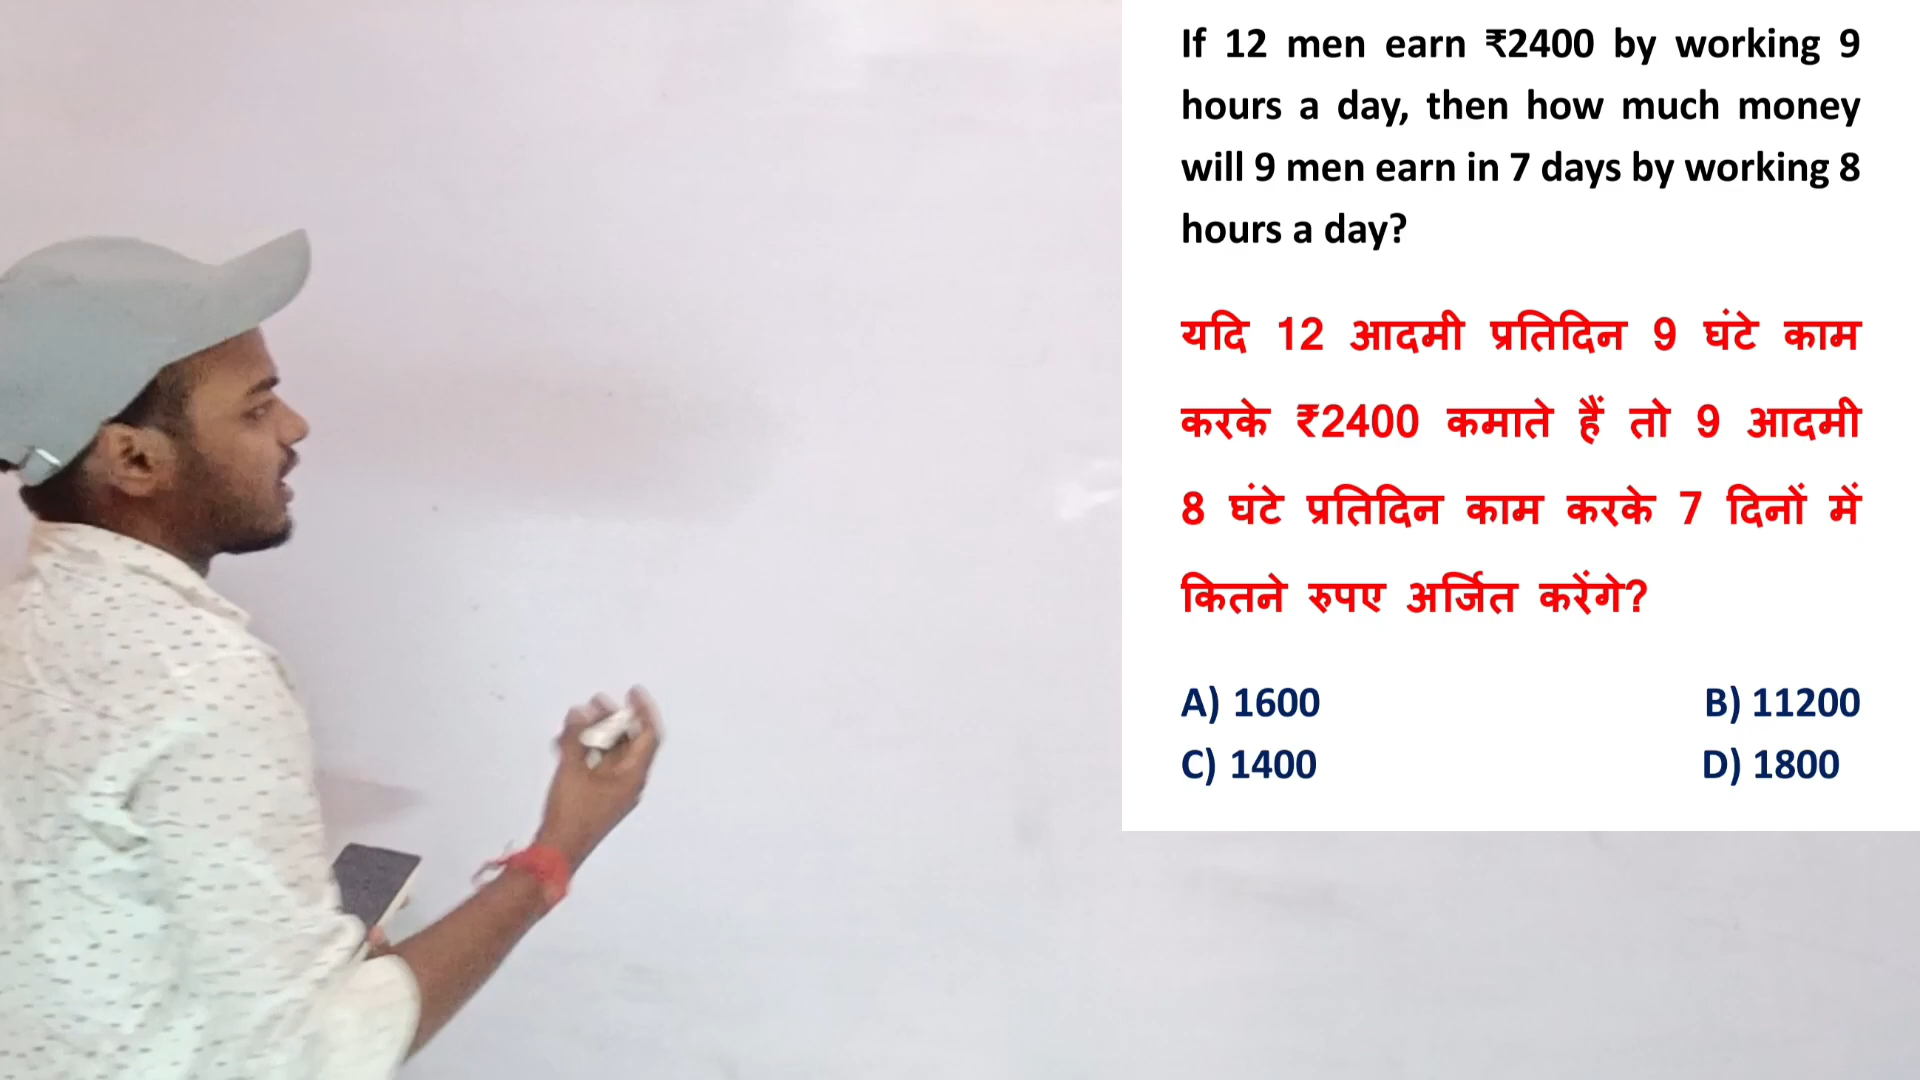 If 12 men earn ₹2400 by working 9
hours a day, then how much money
will 9 men earn in 7 days by working 8
hours a day?
यदि 12 आदमी प्रतिदिन 9 घंटे काम
करके ₹2400 कमाते हैं तो 9 आदमी
8 घंटे प्रतिदिन काम करके 7 दिनों में
कितने रुपए अर्जित करेंगे?
A) 1600 B) 11200
C) 1400 D) 1800